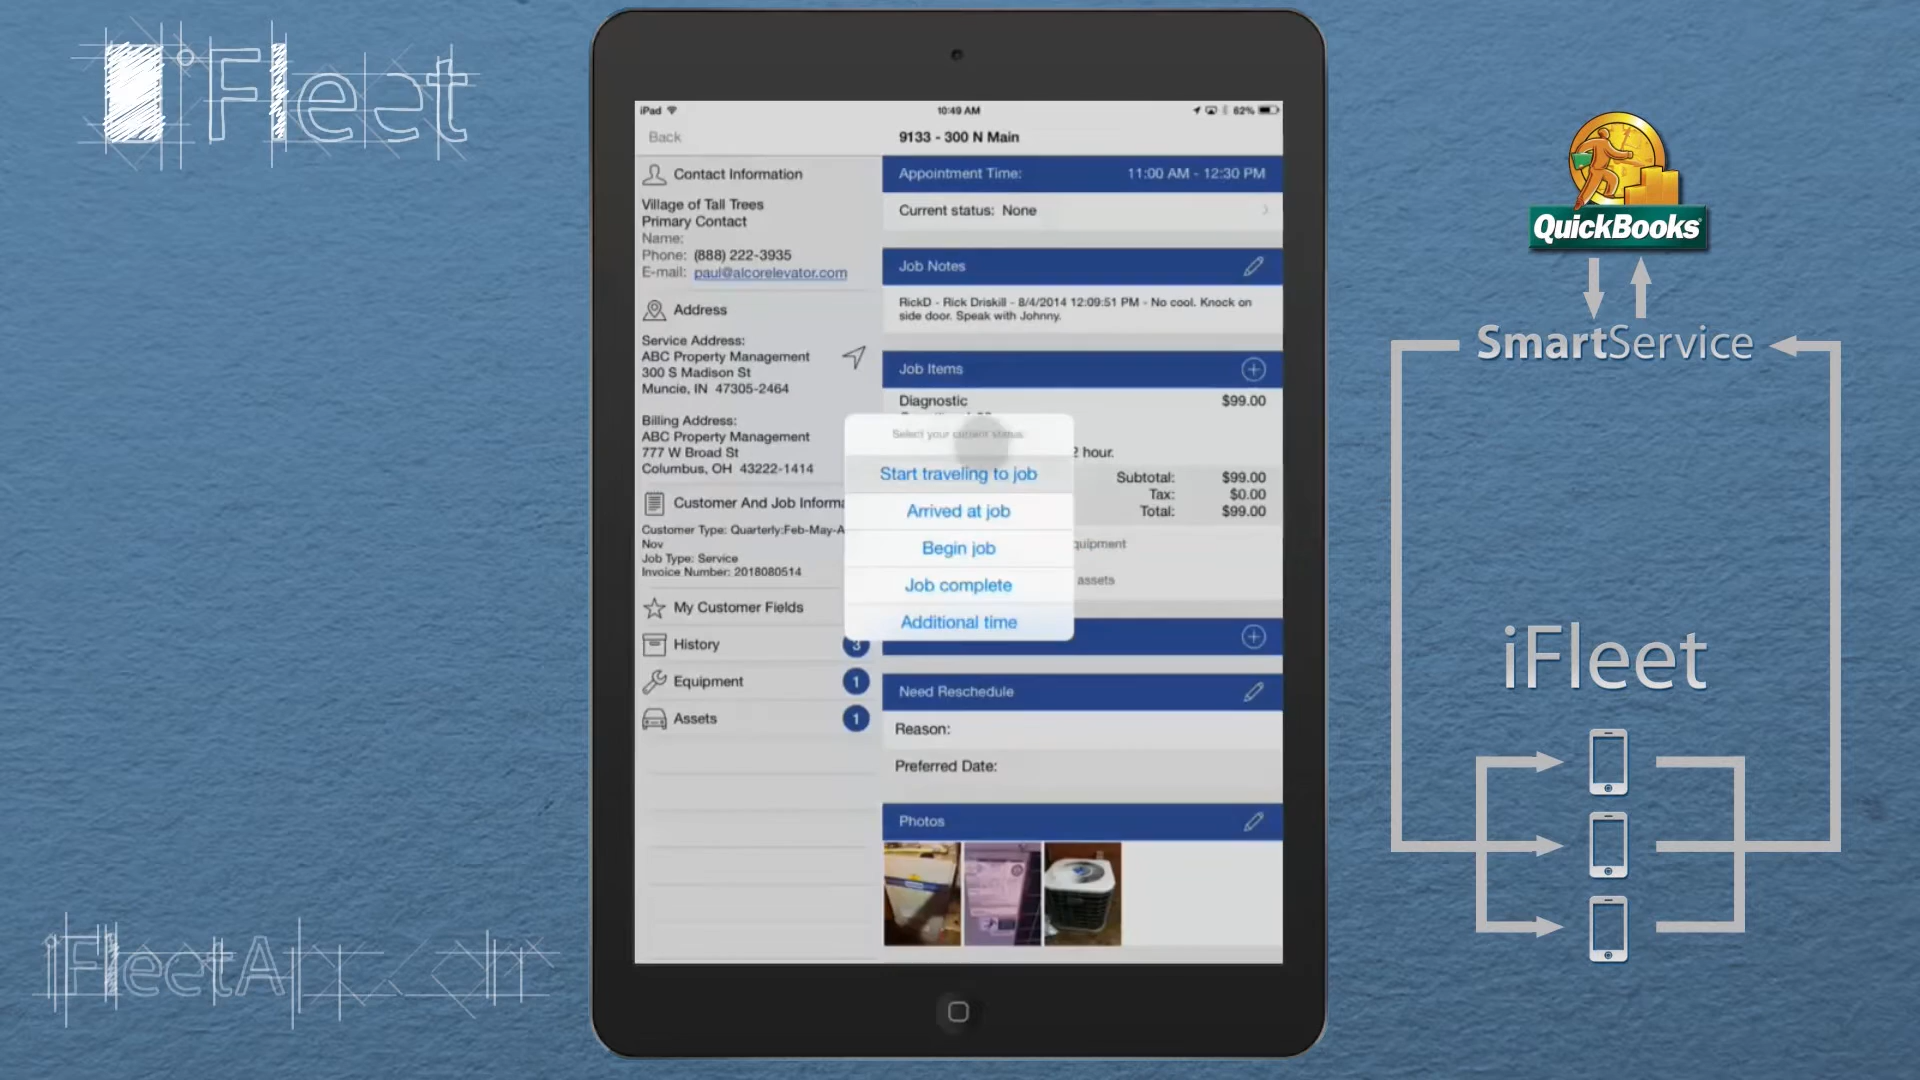 iFleet
iPad
10:49 AM
62%
Back
9133 - 300 N Main
Contact Information
Village of Tall Trees
Primary Contact
Name:
Phone: (888) 222-3935
E-mail: paul@alcorelevator.com
Address
Service Address:
ABC Property Management
300 S Madison St
Muncie, IN 47305-2464
Billing Address:
ABC Property Management
777 W Broad St
Columbus, OH 43222-1414
Customer And Job Informa
Customer Type: Quarterly:Feb-May-A
Nov
Job Type: Service
Invoice Number: 2018080514
My Customer Fields
History 3
Equipment 1
Assets 1
Appointment Time: 11:00 AM - 12:30 PM
Current status: None
Job Notes
RickD - Rick Driskill - 8/4/2014 12:09:51 PM - No cool. Knock on
side door. Speak with Johnny.
Job Items
Diagnostic $99.00
2 hour.
Subtotal: $99.00
Tax: $0.00
Total: $99.00
quipment
assets
Select your current status.
Start traveling to job
Arrived at job
Begin job
Job complete
Additional time
Need Reschedule
Reason:
Preferred Date:
Photos
QuickBooks
SmartService
iFleet